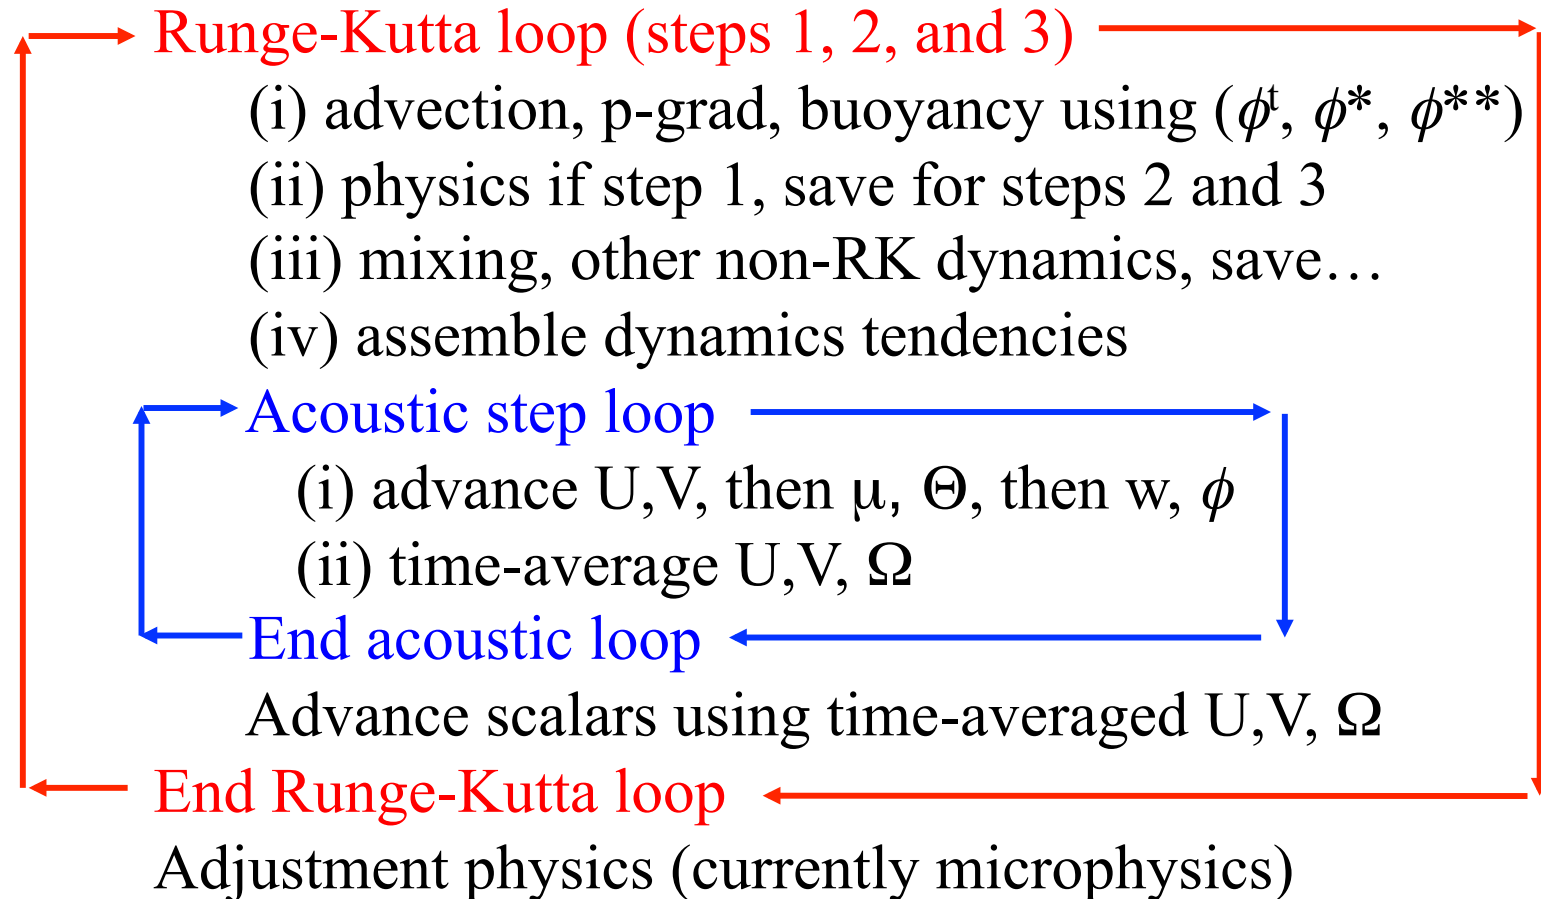 Runge-Kutta loop (steps 1, 2, and 3)
(i) advection, p-grad, buoyancy using (𝜙ᵗ, 𝜙*, 𝜙**)
(ii) physics if step 1, save for steps 2 and 3
(iii) mixing, other non-RK dynamics, save…
(iv) assemble dynamics tendencies
Acoustic step loop
(i) advance U,V, then μ, Θ, then w, 𝜙
(ii) time-average U,V, Ω
End acoustic loop
Advance scalars using time-averaged U,V, Ω
End Runge-Kutta loop
Adjustment physics (currently microphysics)